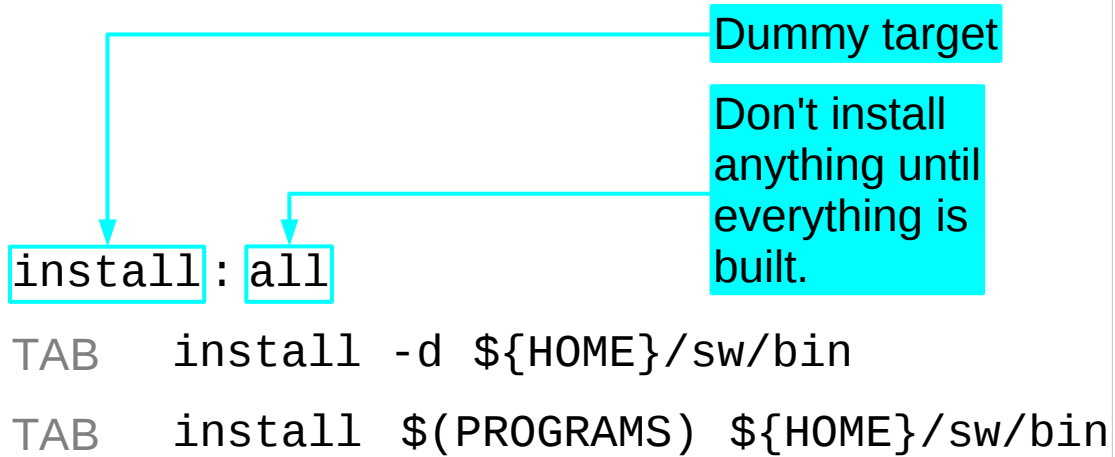 Dummy target
Don't install
anything until
everything is
built.
install: all
TAB install -d ${HOME}/sw/bin
TAB install $(PROGRAMS) ${HOME}/sw/bin